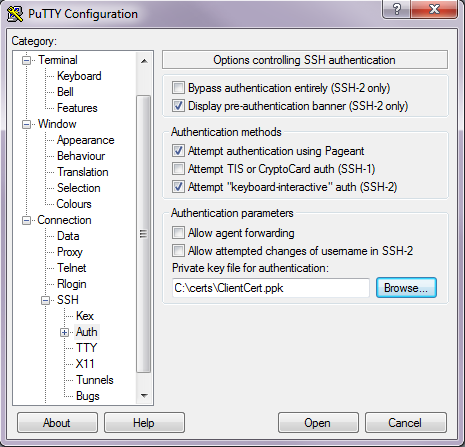 PuTTY Configuration
Category:
Terminal
Keyboard
Bell
Features
Window
Appearance
Behaviour
Translation
Selection
Colours
Connection
Data
Proxy
Telnet
Rlogin
SSH
Kex
Auth
TTY
X11
Tunnels
Bugs
Options controlling SSH authentication
Bypass authentication entirely (SSH-2 only)
Display pre-authentication banner (SSH-2 only)
Authentication methods
Attempt authentication using Pageant
Attempt TIS or CryptoCard auth (SSH-1)
Attempt "keyboard-interactive" auth (SSH-2)
Authentication parameters
Allow agent forwarding
Allow attempted changes of username in SSH-2
Private key file for authentication:
C:\certs\ClientCert.ppk
Browse...
About
Help
Open
Cancel